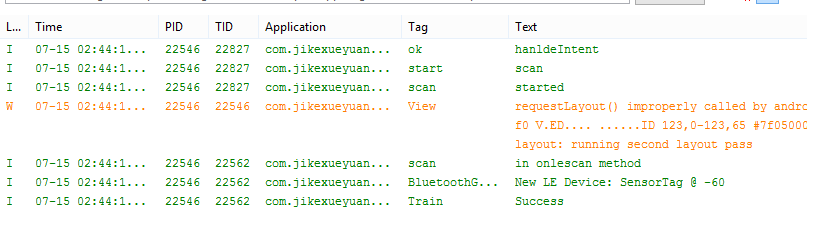 L... Time PID TID Application Tag Text
I 07-15 02:44:1... 22546 22827 com.jikexueyuan... ok hanldeIntent
I 07-15 02:44:1... 22546 22827 com.jikexueyuan... start scan
I 07-15 02:44:1... 22546 22827 com.jikexueyuan... scan started
W 07-15 02:44:1... 22546 22546 com.jikexueyuan... View requestLayout() improperly called by andro
f0 V.ED.... ......ID 123,0-123,65 #7f05000
layout: running second layout pass
I 07-15 02:44:1... 22546 22562 com.jikexueyuan... scan in onlescan method
I 07-15 02:44:1... 22546 22562 com.jikexueyuan... BluetoothG... New LE Device: SensorTag @ -60
I 07-15 02:44:1... 22546 22562 com.jikexueyuan... Train Success